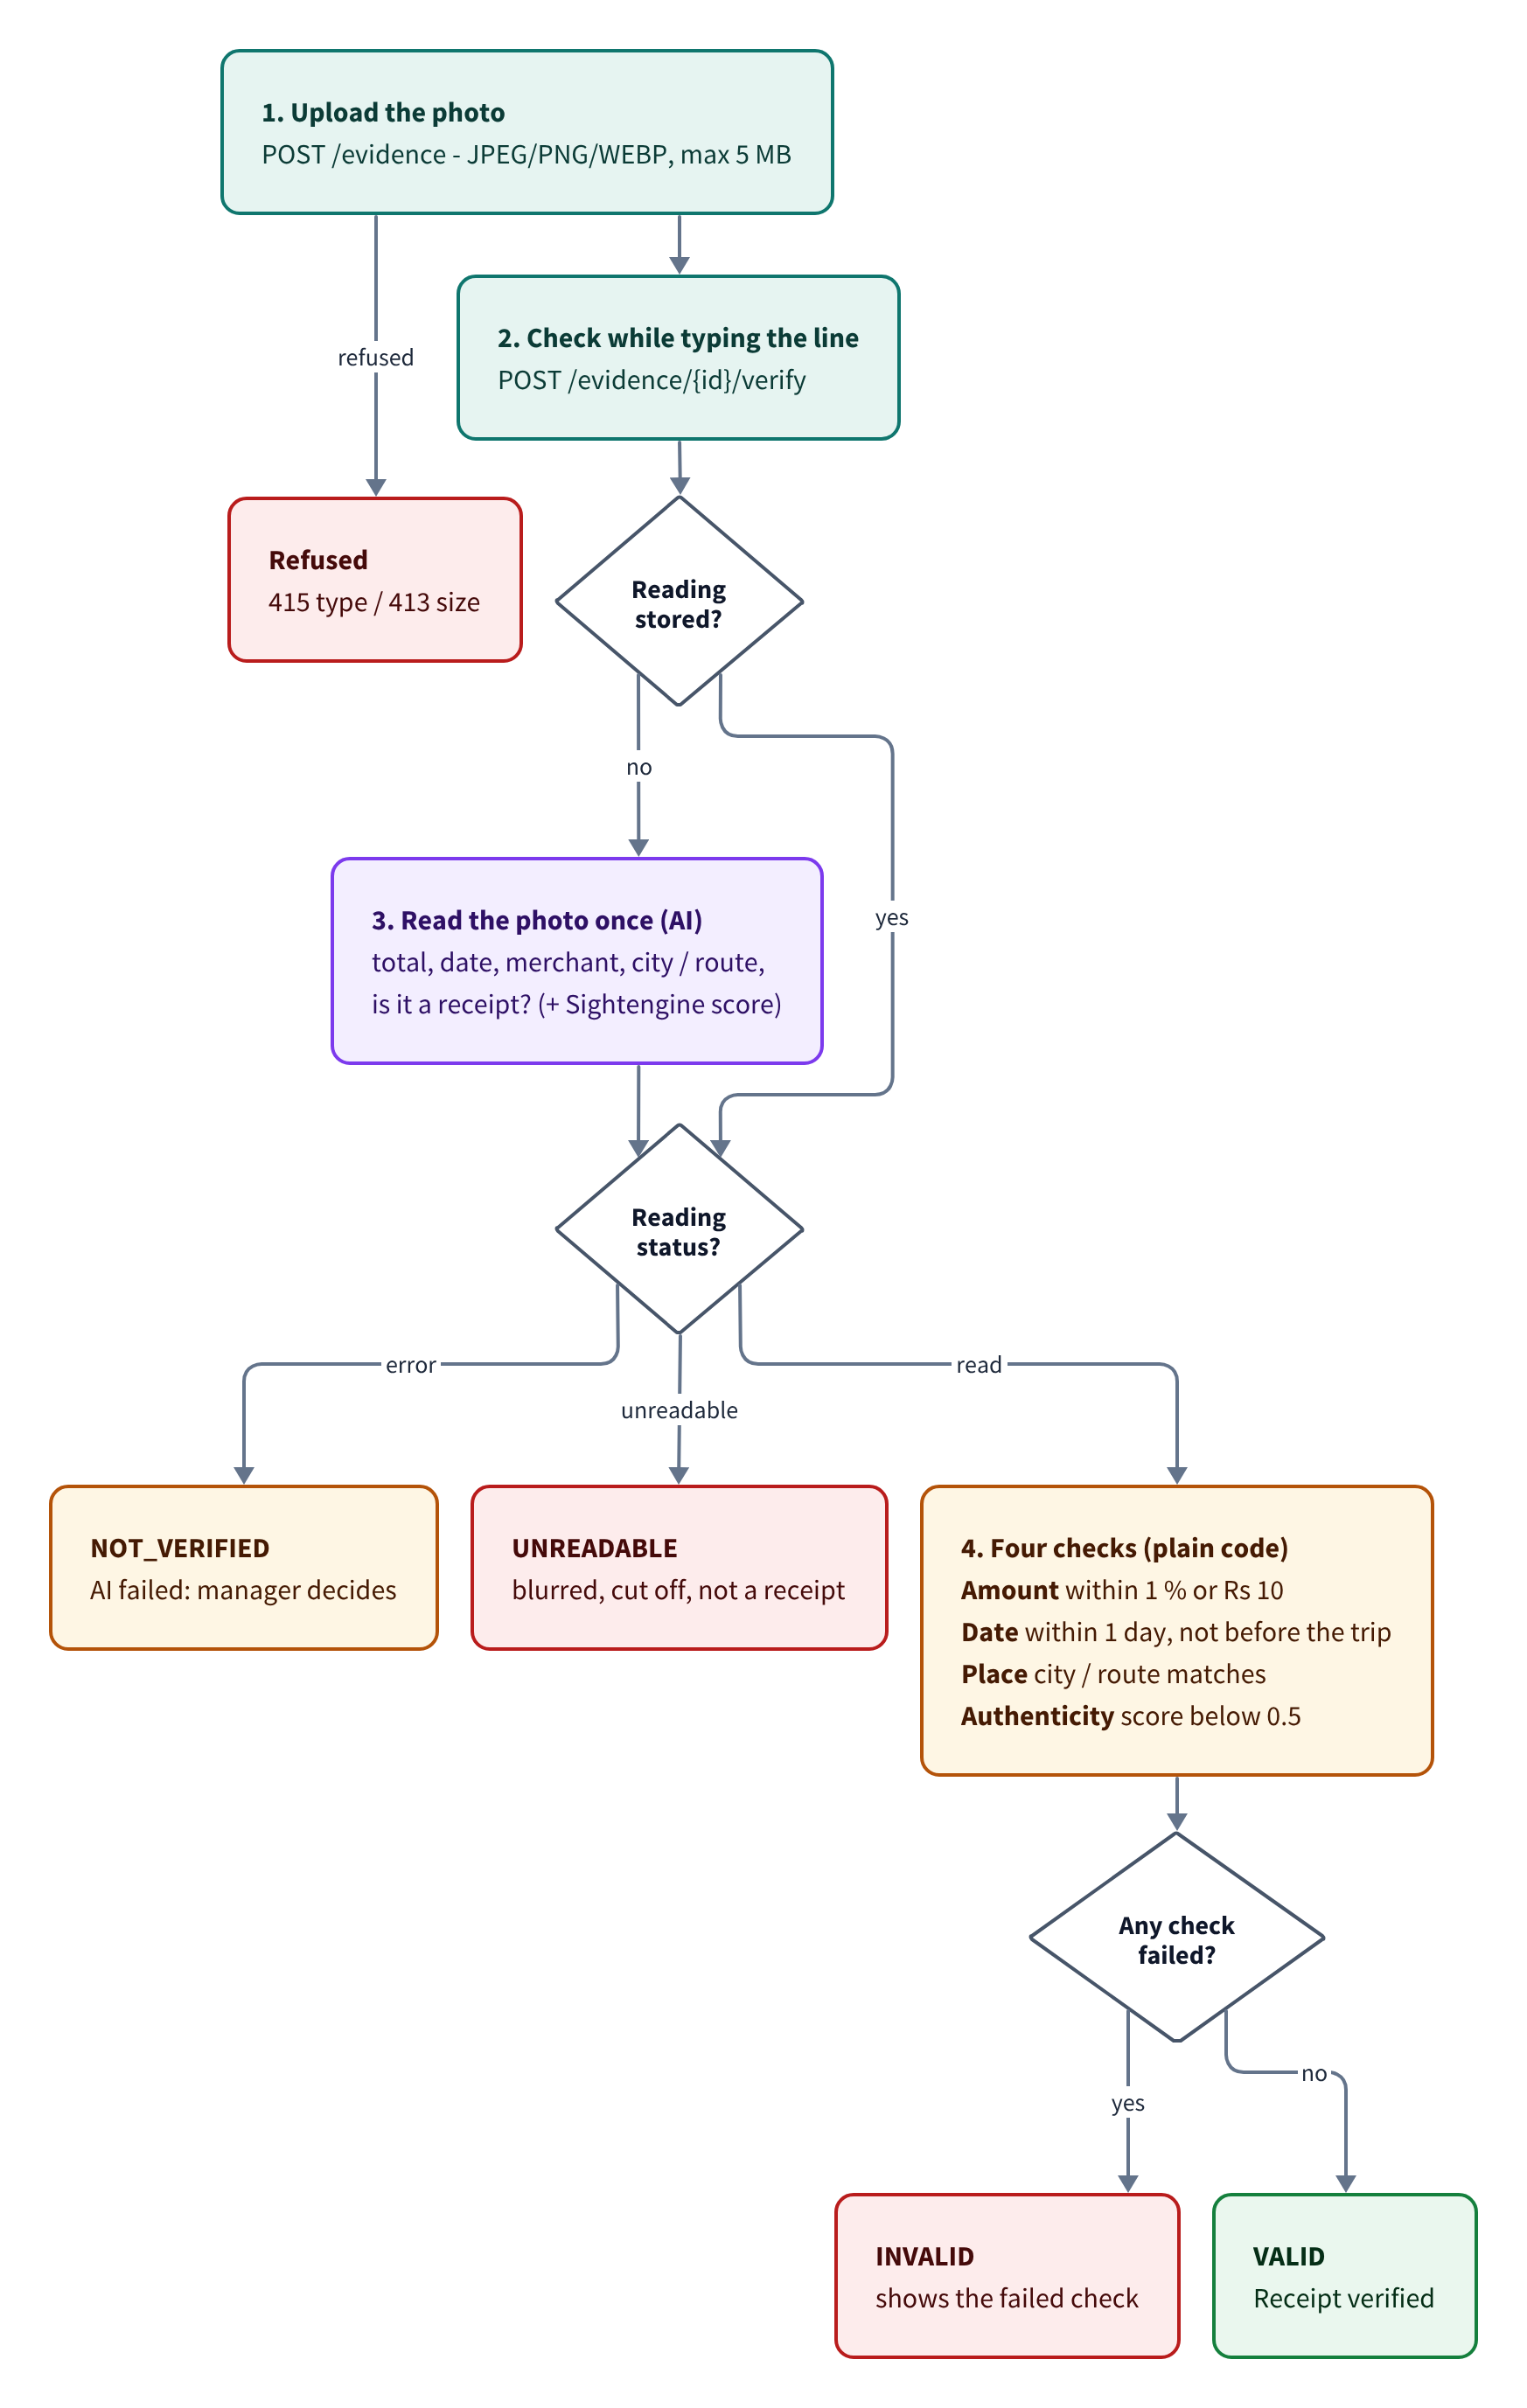 1. Upload the photo
POST /evidence - JPEG/PNG/WEBP, max 5 MB
2. Check while typing the line
POST /evidence/{id}/verify
refused
Refused
415 type / 413 size
Reading
stored?
no
yes
3. Read the photo once (AI)
total, date, merchant, city / route,
is it a receipt? (+ Sightengine score)
Reading
status?
error
unreadable
read
NOT_VERIFIED
AI failed: manager decides
UNREADABLE
blurred, cut off, not a receipt
4. Four checks (plain code)
Amount within 1 % or Rs 10
Date within 1 day, not before the trip
Place city / route matches
Authenticity score below 0.5
Any check
failed?
yes
no
INVALID
shows the failed check
VALID
Receipt verified